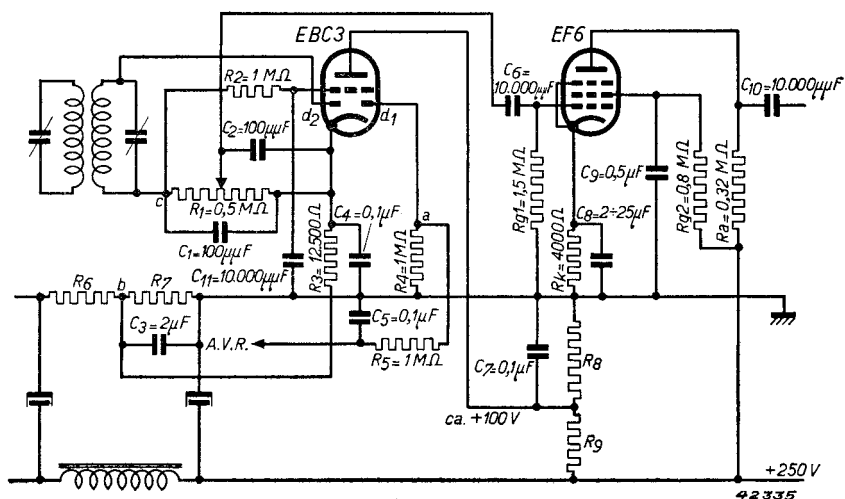 EBC3
EF6
R2=1 MΩ
C6=
10.000μμF
C10=10.000μμF
d2
d1
C2=100μμF
C9=0,5μF
Rg1=1,5 MΩ
Rg2=0,8 MΩ
Ra=0,32 MΩ
c
R1=0,5 MΩ
C4=0,1μF
a
C8=2÷25μF
C1=100μμF
R3=12.500Ω
R4=1MΩ
Rk=4000Ω
C11=10.000μμF
R6
b
R7
C3=2μF
A.V.R.
C5=0,1μF
R5=1MΩ
C7=0,1μF
R8
ca.+100V
R9
+250V
42335